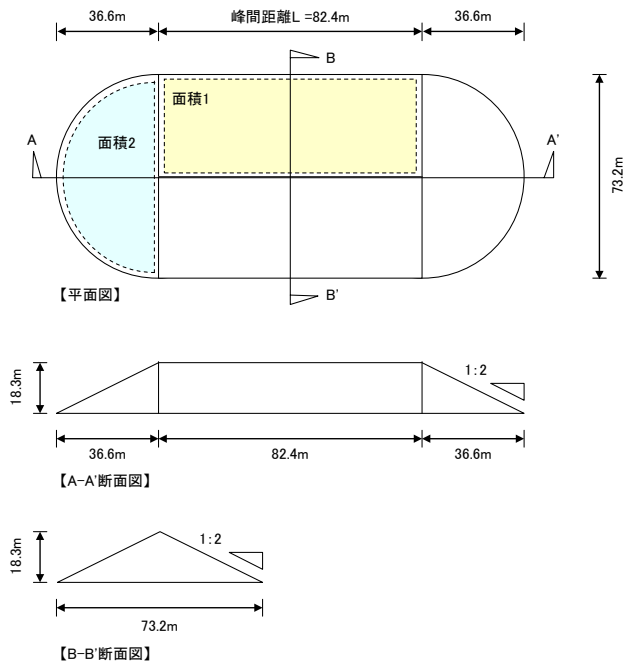 36.6m 峰間距離L =82.4m 36.6m
B
面積1
面積2
A A'
73.2m
B'
【平面図】
1:2
18.3m
36.6m 82.4m 36.6m
【A-A'断面図】
1:2
18.3m
73.2m
【B-B'断面図】